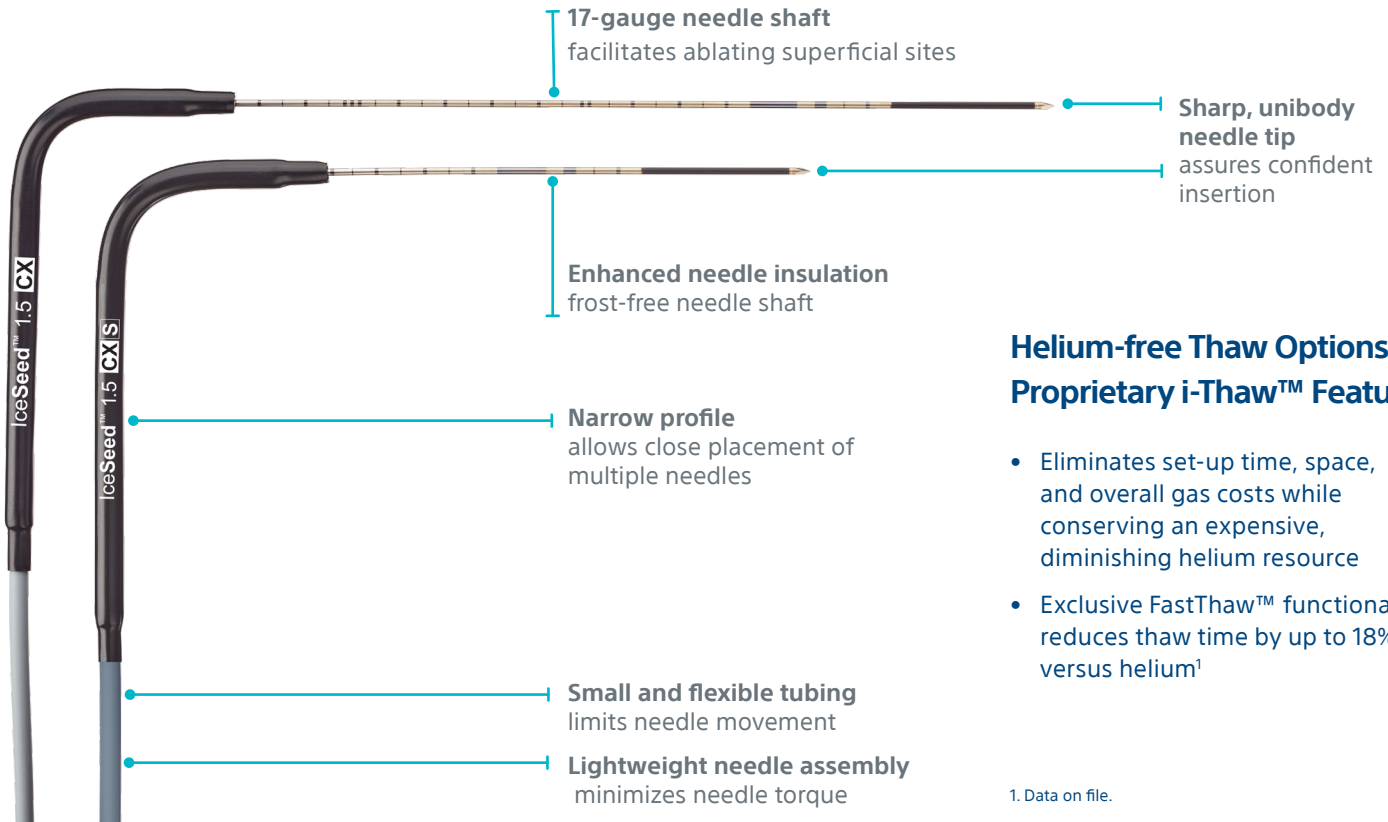 17-gauge needle shaft
facilitates ablating superficial sites
Sharp, unibody
needle tip
assures confident
insertion
IceSeed™ 1.5 CX
IceSeed™ 1.5 CX S
Enhanced needle insulation
frost-free needle shaft
Narrow profile
allows close placement of
multiple needles
Small and flexible tubing
limits needle movement
Lightweight needle assembly
minimizes needle torque
Helium-free Thaw Options
Proprietary i-Thaw™ Featu
• Eliminates set-up time, space,
and overall gas costs while
conserving an expensive,
diminishing helium resource
• Exclusive FastThaw™ functiona
reduces thaw time by up to 18%
versus helium¹
1. Data on file.